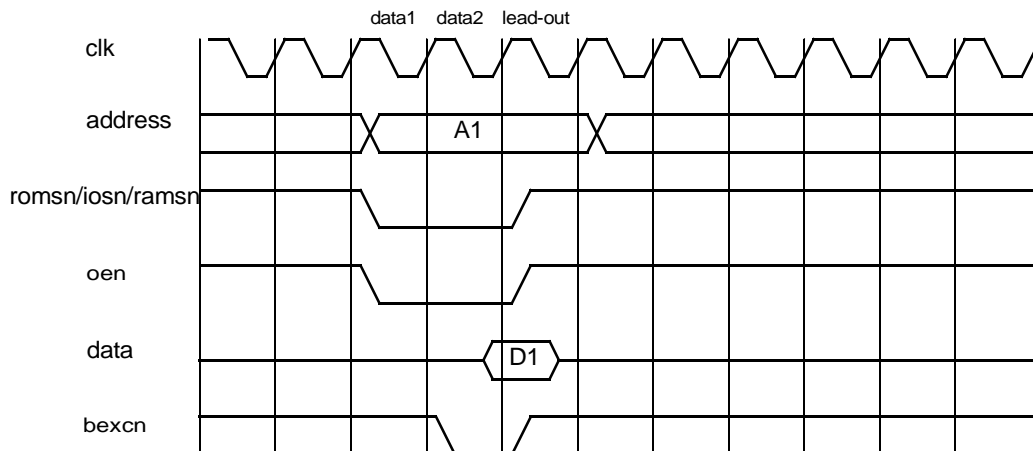 data1 data2 lead-out
clk
address A1
romsn/iosn/ramsn
oen
data D1
bexcn